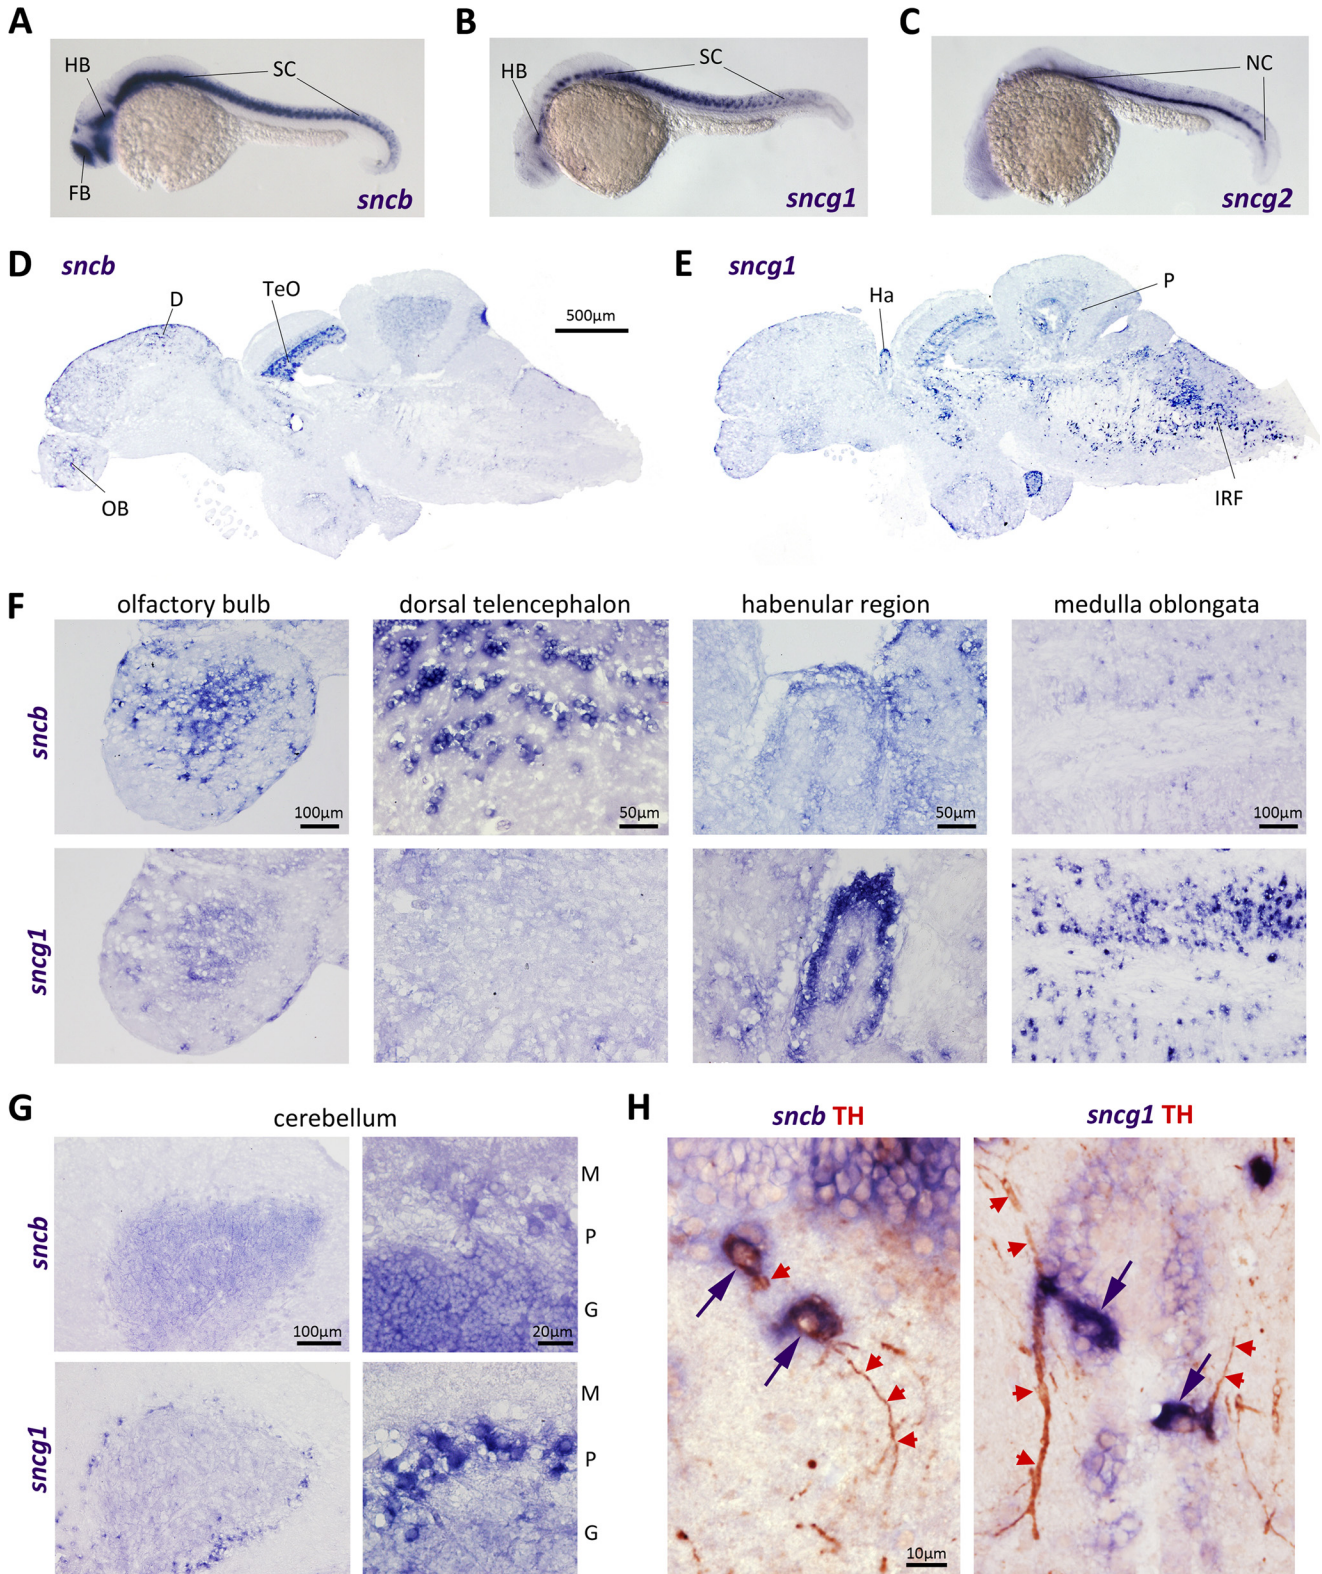 A
B
C
HB
SC
FB
sncb
HB
SC
sncg1
NC
sncg2
D
sncb
D
TeO
OB
500µm
E
sncg1
Ha
P
IRF
F
olfactory bulb
dorsal telencephalon
habenular region
medulla oblongata
sncb
100µm
50µm
50µm
100µm
sncg1
G
cerebellum
sncb
100µm
20µm
M
P
G
sncg1
M
P
G
H
sncb TH
sncg1 TH
10µm